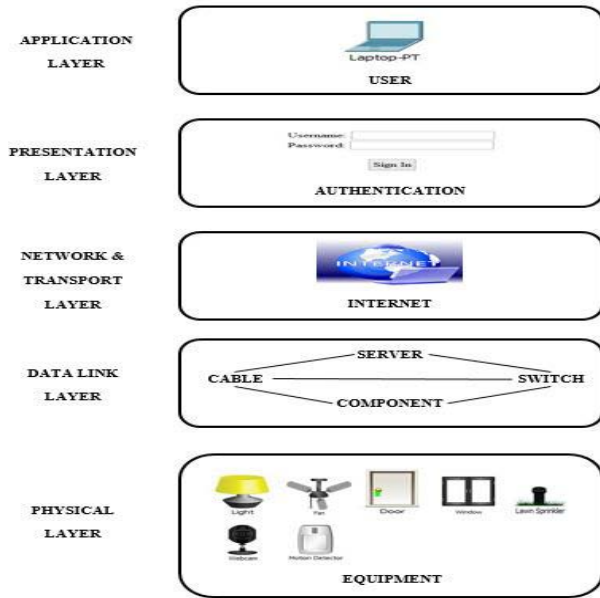 APPLICATION
LAYER
Laptop-PT
USER
PRESENTATION
LAYER
Username:
Password:
Sign In
AUTHENTICATION
NETWORK &
TRANSPORT
LAYER
INTERNET
INTERNET
DATA LINK
LAYER
SERVER
CABLE
SWITCH
COMPONENT
PHYSICAL
LAYER
Light
Fan
Door
Window
Lawn Sprinkler
Webcam
Motion Detector
EQUIPMENT